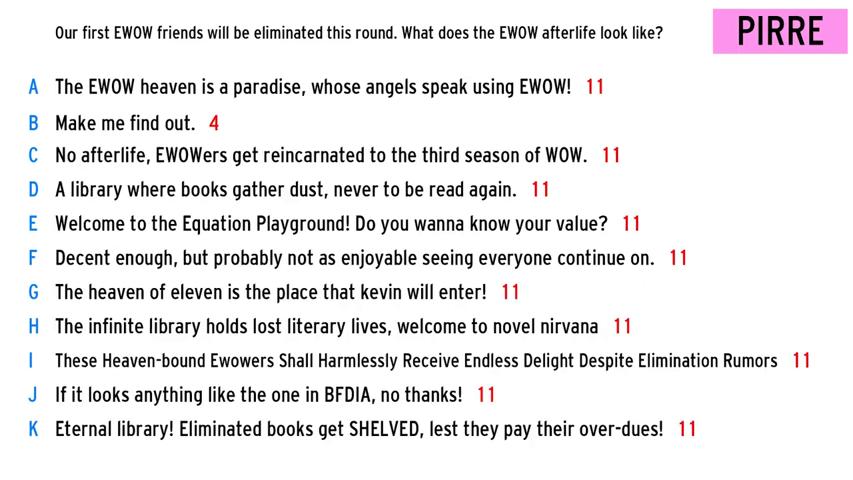 Our first EWOW friends will be eliminated this round. What does the EWOW afterlife look like?
PIRRE
A The EWOW heaven is a paradise, whose angels speak using EWOW! 11
B Make me find out. 4
C No afterlife, EWOWers get reincarnated to the third season of WOW. 11
D A library where books gather dust, never to be read again. 11
E Welcome to the Equation Playground! Do you wanna know your value? 11
F Decent enough, but probably not as enjoyable seeing everyone continue on. 11
G The heaven of eleven is the place that kevin will enter! 11
H The infinite library holds lost literary lives, welcome to novel nirvana 11
I These Heaven-bound Ewowers Shall Harmlessly Receive Endless Delight Despite Elimination Rumors 11
J If it looks anything like the one in BFDIA, no thanks! 11
K Eternal library! Eliminated books get SHELVED, lest they pay their over-dues! 11